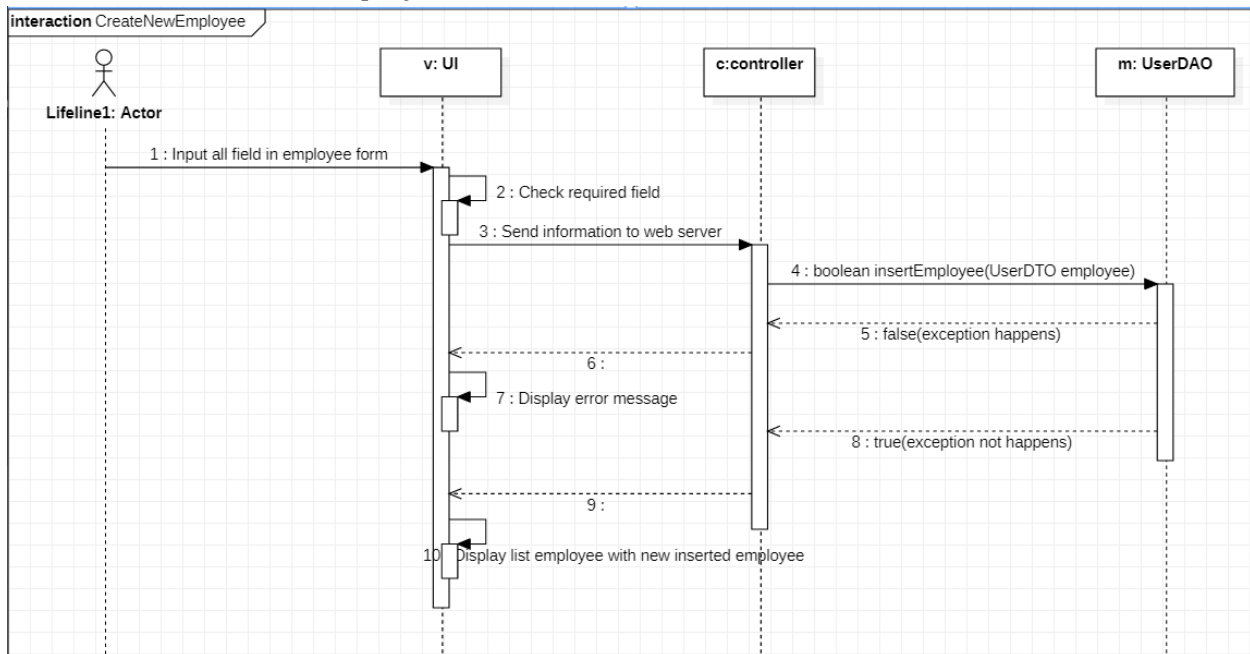 interaction CreateNewEmployee
v: UI
c:controller
m: UserDAO
Lifeline1: Actor
1 : Input all field in employee form
2 : Check required field
3 : Send information to web server
4 : boolean insertEmployee(UserDTO employee)
5 : false(exception happens)
6 :
7 : Display error message
8 : true(exception not happens)
9 :
10 : Display list employee with new inserted employee